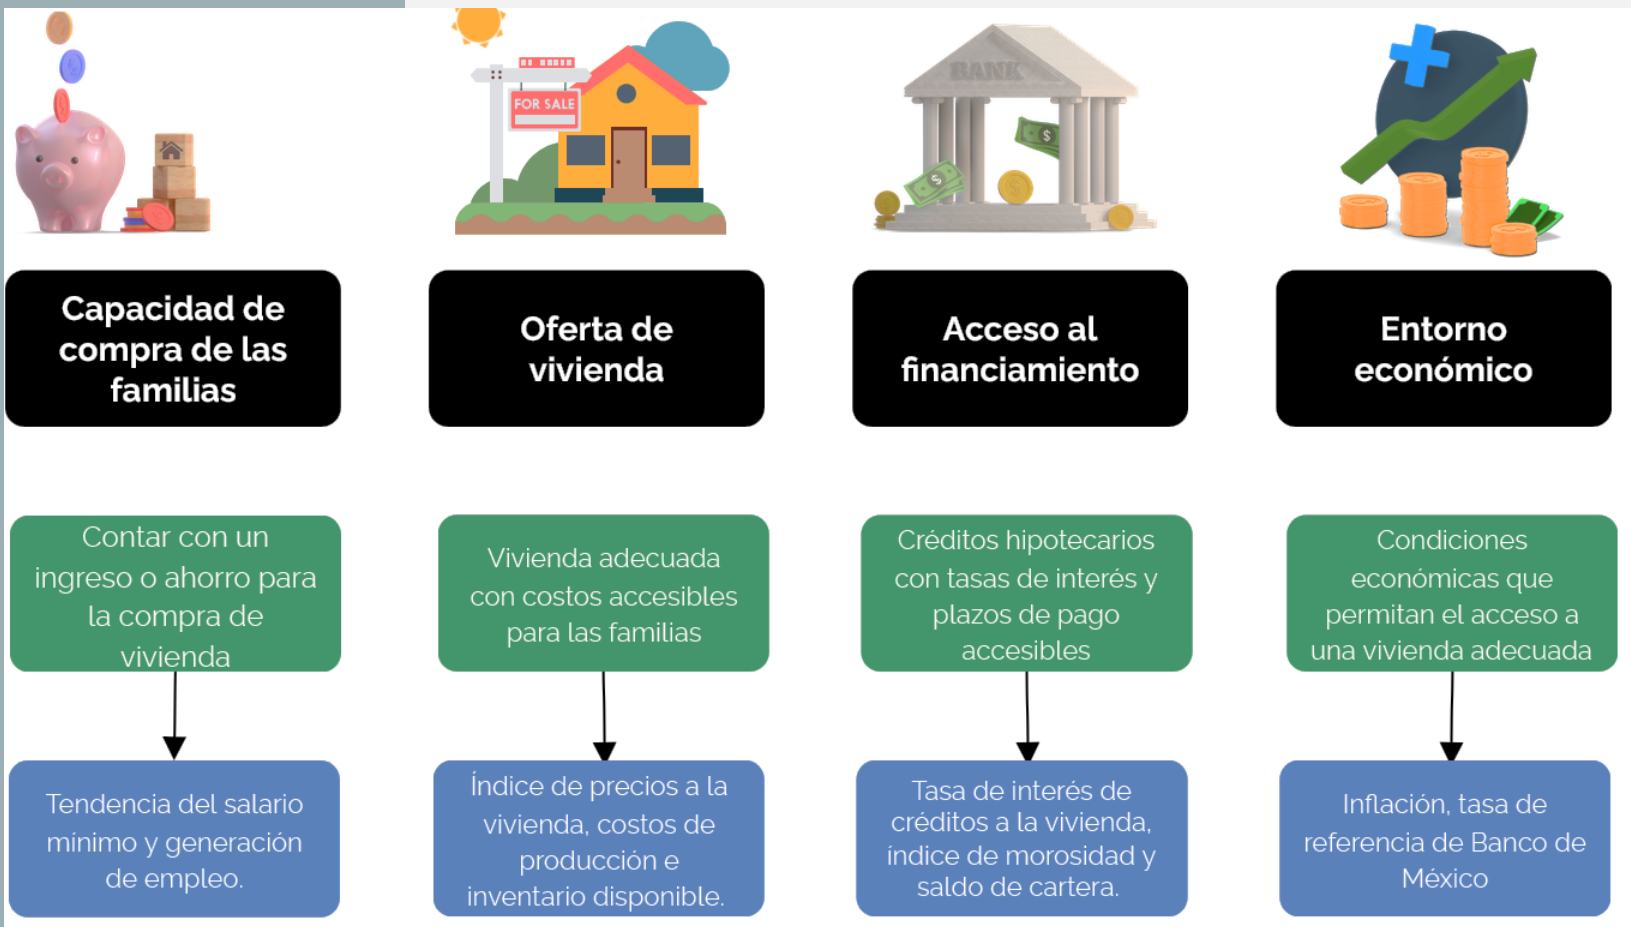 FOR SALE
BANK
Capacidad de
compra de las
familias
Oferta de
vivienda
Acceso al
financiamiento
Entorno
económico
Contar con un
ingreso o ahorro para
la compra de
vivienda
Vivienda adecuada
con costos accesibles
para las familias
Créditos hipotecarios
con tasas de interés y
plazos de pago
accesibles
Condiciones
económicas que
permitan el acceso a
una vivienda adecuada
Tendencia del salario
mínimo y generación
de empleo.
Índice de precios a la
vivienda, costos de
producción e
inventario disponible.
Tasa de interés de
créditos a la vivienda,
índice de morosidad y
saldo de cartera.
Inflación, tasa de
referencia de Banco de
México